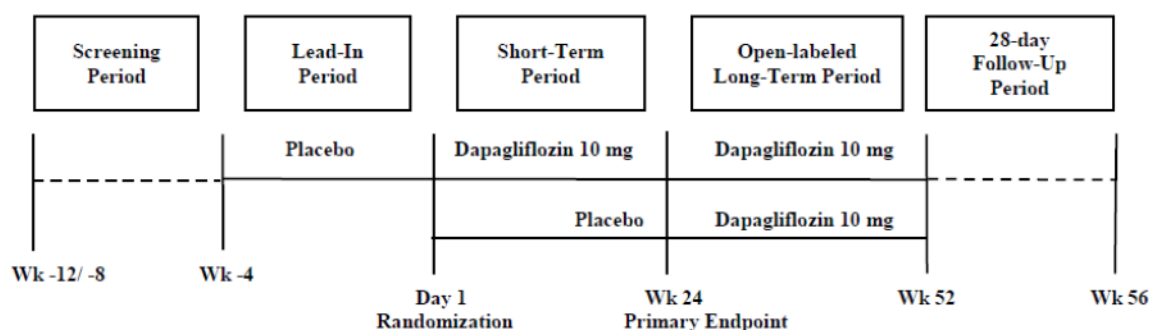 Screening
Period
Lead-In
Period
Short-Term
Period
Open-labeled
Long-Term Period
28-day
Follow-Up
Period
Placebo
Dapagliflozin 10 mg
Dapagliflozin 10 mg
Placebo
Dapagliflozin 10 mg
Wk -12/ -8
Wk -4
Day 1
Randomization
Wk 24
Primary Endpoint
Wk 52
Wk 56